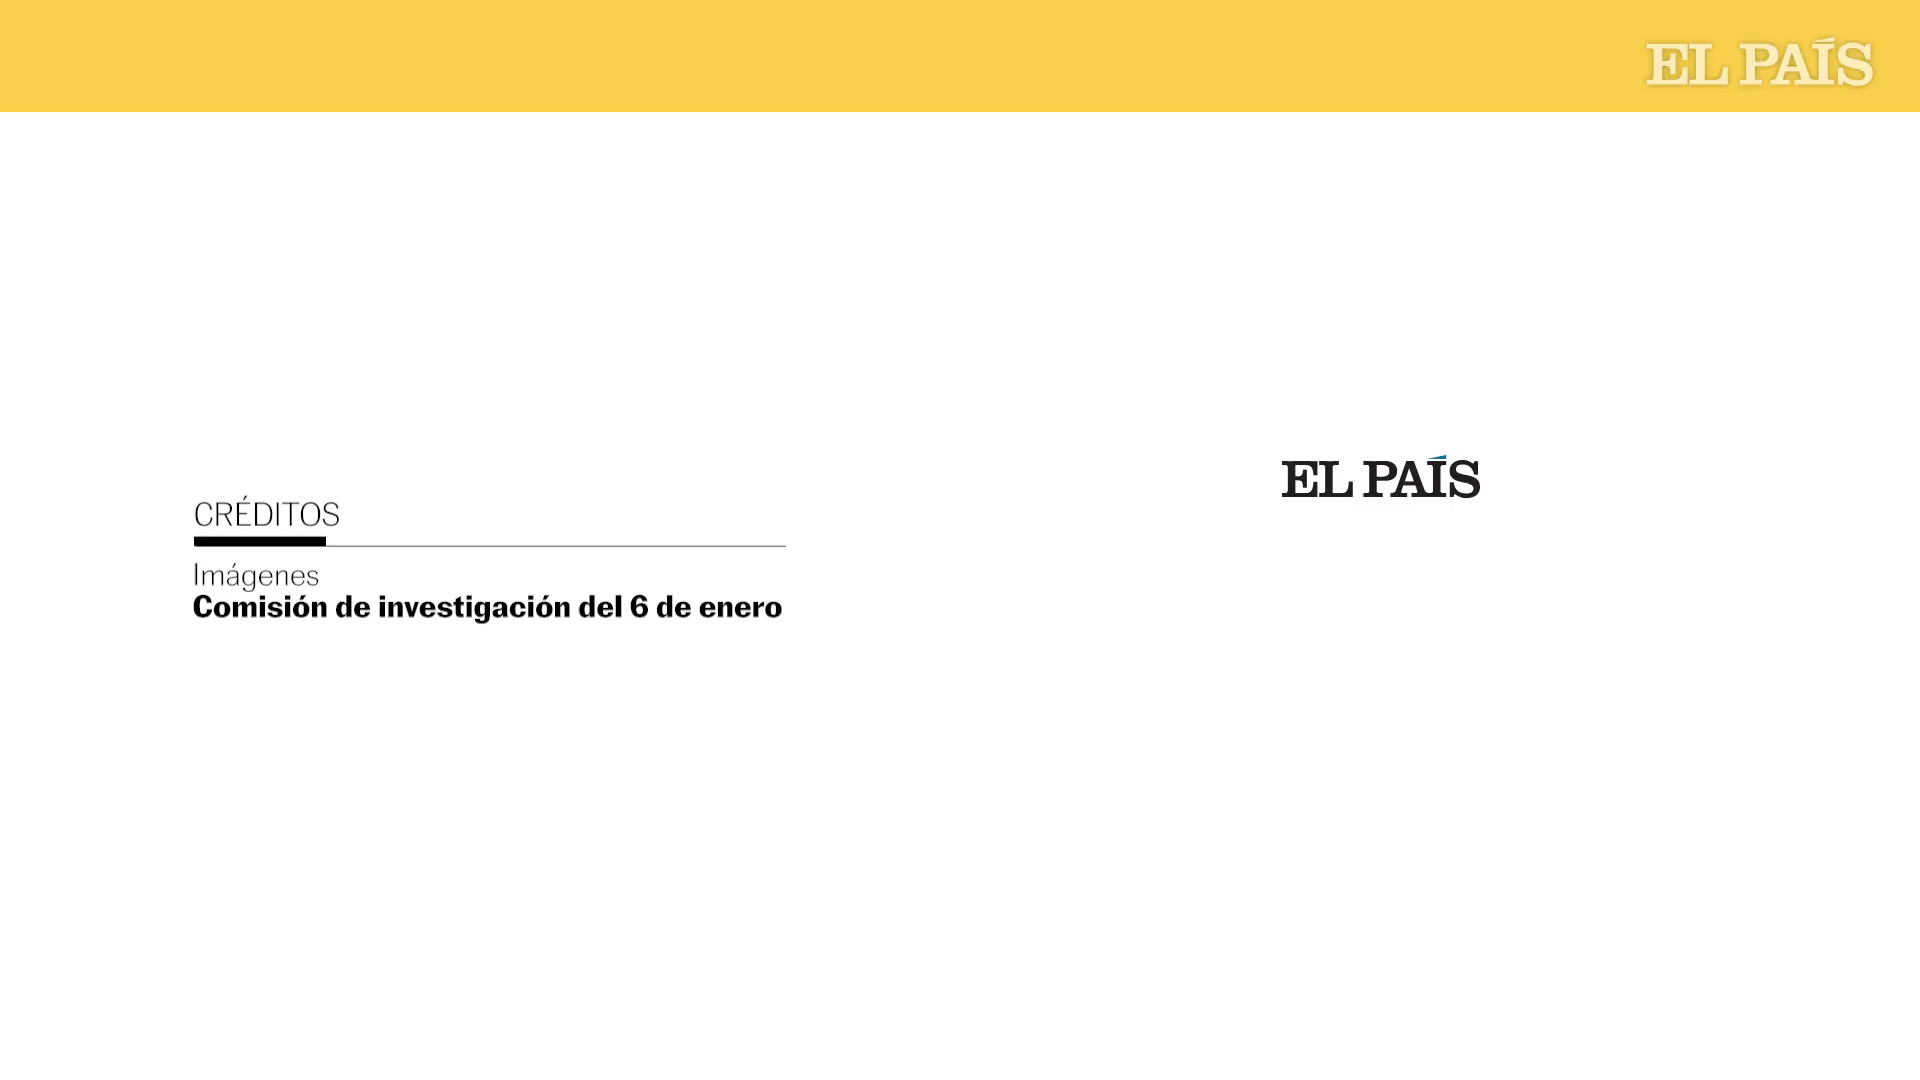 EL PAÍS
EL PAÍS
CRÉDITOS
Imágenes
Comisión de investigación del 6 de enero